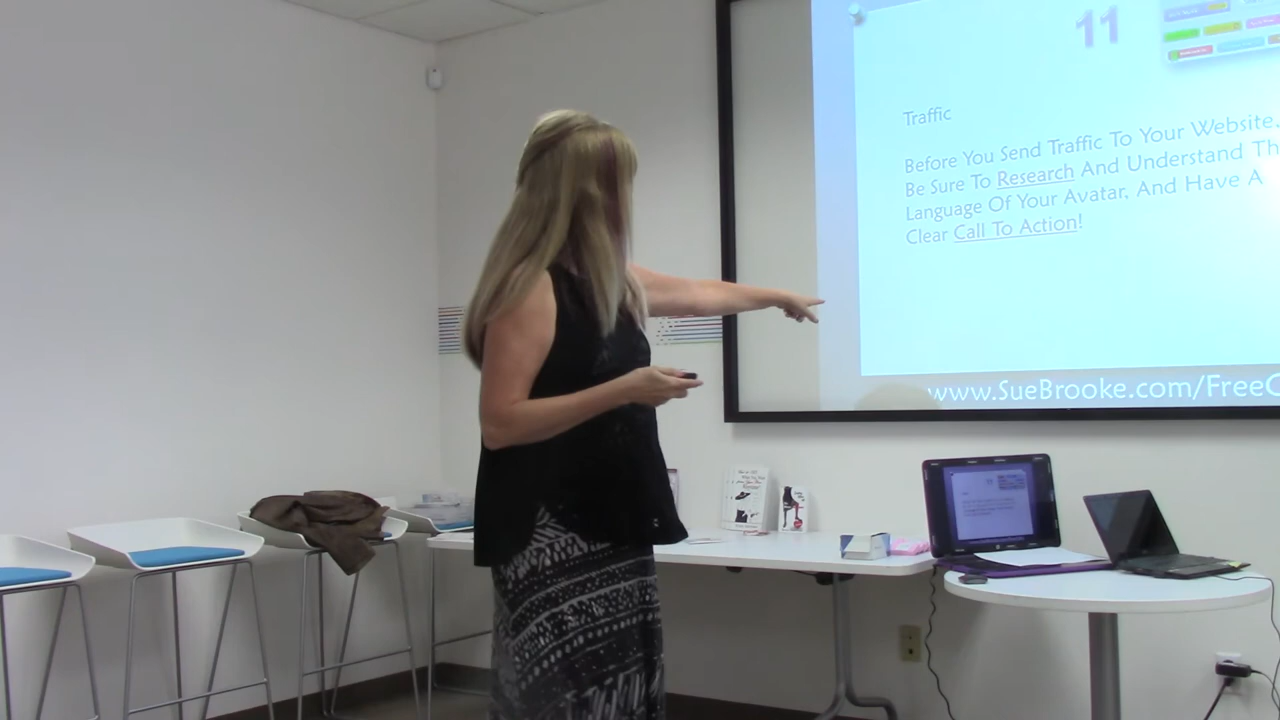 11
Traffic
Before You Send Traffic To Your Website,
Be Sure To Research And Understand Th
Language Of Your Avatar, And Have A
Clear Call To Action!
www.SueBrooke.com/FreeC